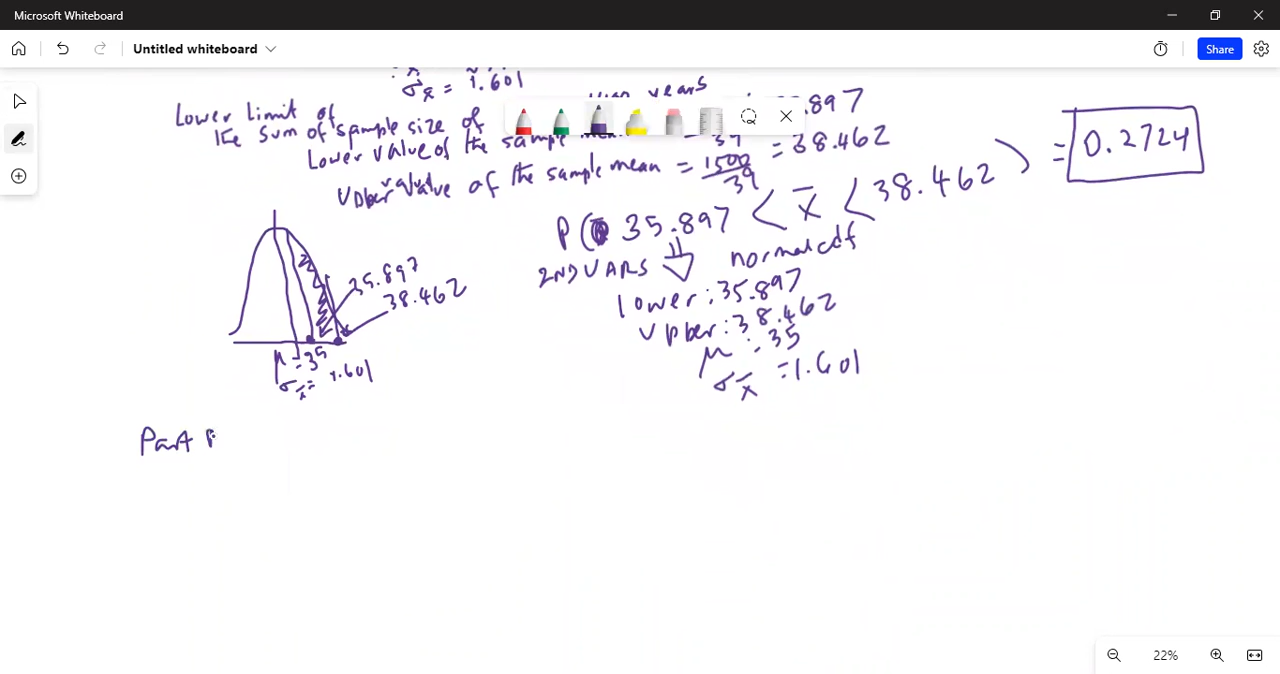 Microsoft Whiteboard
Untitled whiteboard
Share
σx̄ = 1.601
Lower Limit of years 897
the sum of sample size of
Lower value of the sample = 38.462
Upper value of the sample mean = 1500/39
P( 35.897 < x̄ < 38.462 ) = 0.2724
2ND VARS normalcdf
lower: 35.897
upper: 38.462
μ: 35
σx̄ = 1.601
35.897
38.462
μ = 35
σx̄ = 1.601
Part
22%